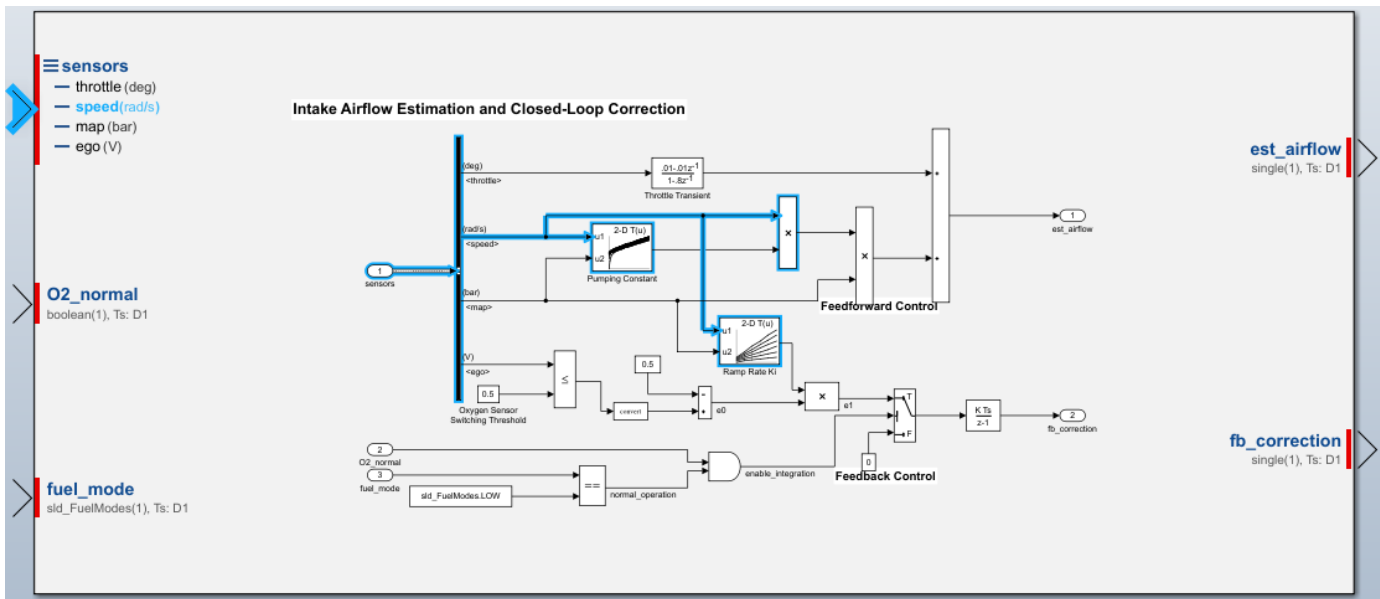 sensors
throttle (deg)
speed(rad/s)
map (bar)
ego (V)
O2_normal
boolean(1), Ts: D1
fuel_mode
sld_FuelModes(1), Ts: D1
Intake Airflow Estimation and Closed-Loop Correction
(deg)
<throttle>
.01-.01z-1
1-.8z-1
Throttle Transient
(rad/s)
<speed>
2-D T(u)
u1
u2
Pumping Constant
×
×
+
+
1
est_airflow
1
sensors
(bar)
<map>
Feedforward Control
2-D T(u)
u1
u2
Ramp Rate Ki
(V)
<ego>
≤
0.5
Oxygen Sensor
Switching Threshold
0.5
convert
-
+
e0
×
e1
T
F
K Ts
z-1
2
fb_correction
0
Feedback Control
2
O2_normal
3
fuel_mode
sld_FuelModes.LOW
==
normal_operation
enable_integration
est_airflow
single(1), Ts: D1
fb_correction
single(1), Ts: D1